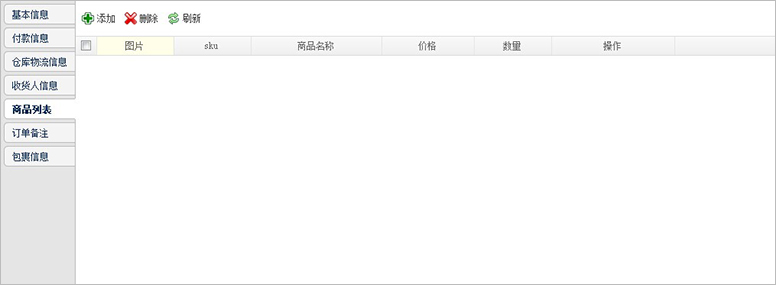 基本信息
付款信息
仓库物流信息
收货人信息
商品列表
订单备注
包裹信息
添加 删除 刷新
图片 sku 商品名称 价格 数量 操作